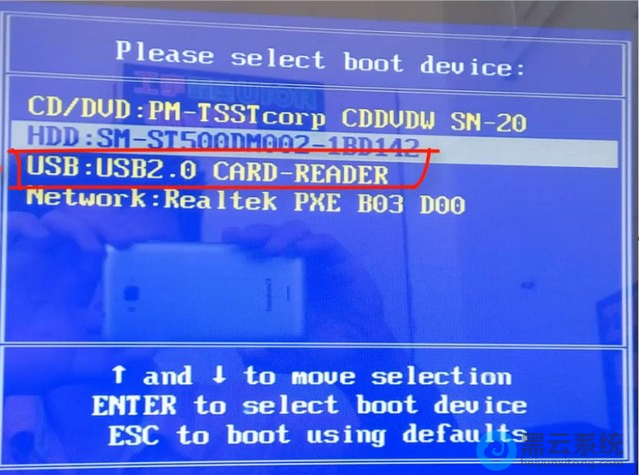 Please select boot device:
CD/DVD:PM-TSSTcorp CDDVDW SN-20
HDD:SM-ST500DM002-1BD142
USB:USB2.0 CARD-READER
Network:Realtek PXE B03 D00
↑ and ↓ to move selection
ENTER to select boot device
ESC to boot using defaults
黑云系统